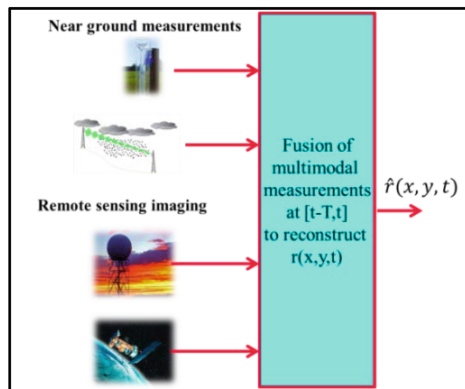 Near ground measurements
Remote sensing imaging
Fusion of
multimodal
measurements
at [t-T,t]
to reconstruct
r(x,y,t)
r̂(x, y, t)